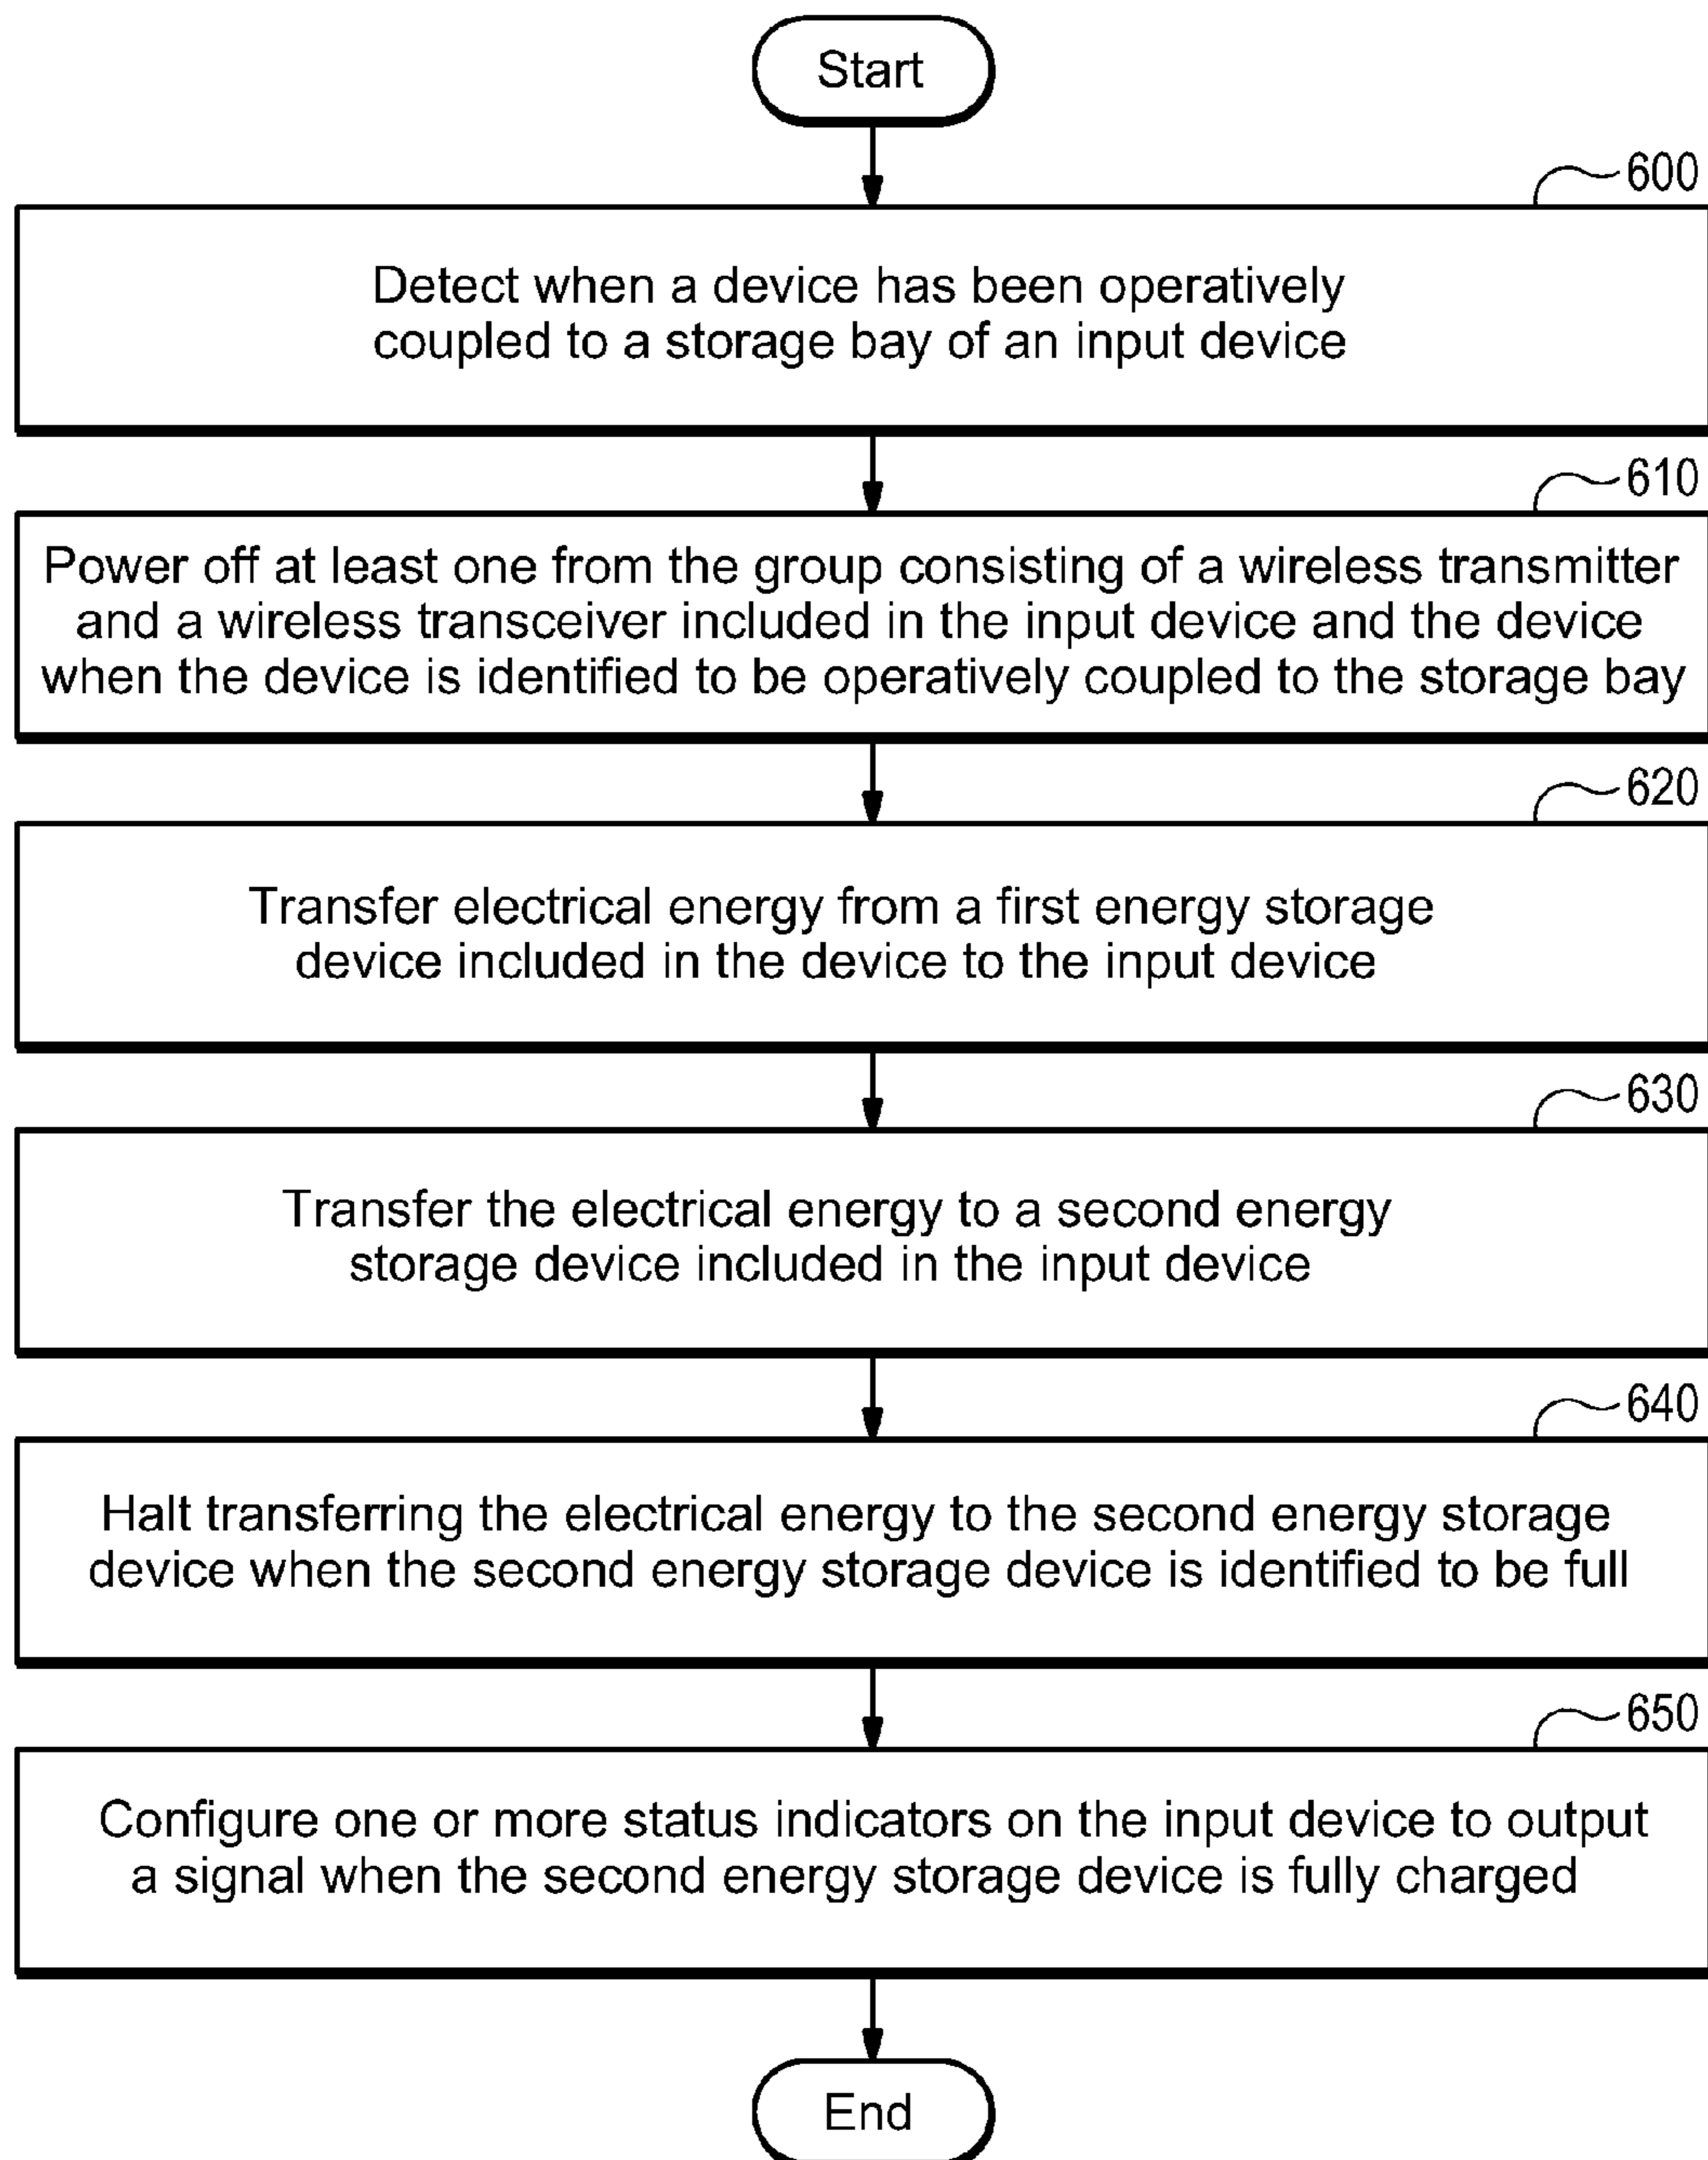 Start
600
Detect when a device has been operatively
coupled to a storage bay of an input device
610
Power off at least one from the group consisting of a wireless transmitter
and a wireless transceiver included in the input device and the device
when the device is identified to be operatively coupled to the storage bay
620
Transfer electrical energy from a first energy storage
device included in the device to the input device
630
Transfer the electrical energy to a second energy
storage device included in the input device
640
Halt transferring the electrical energy to the second energy storage
device when the second energy storage device is identified to be full
650
Configure one or more status indicators on the input device to output
a signal when the second energy storage device is fully charged
End